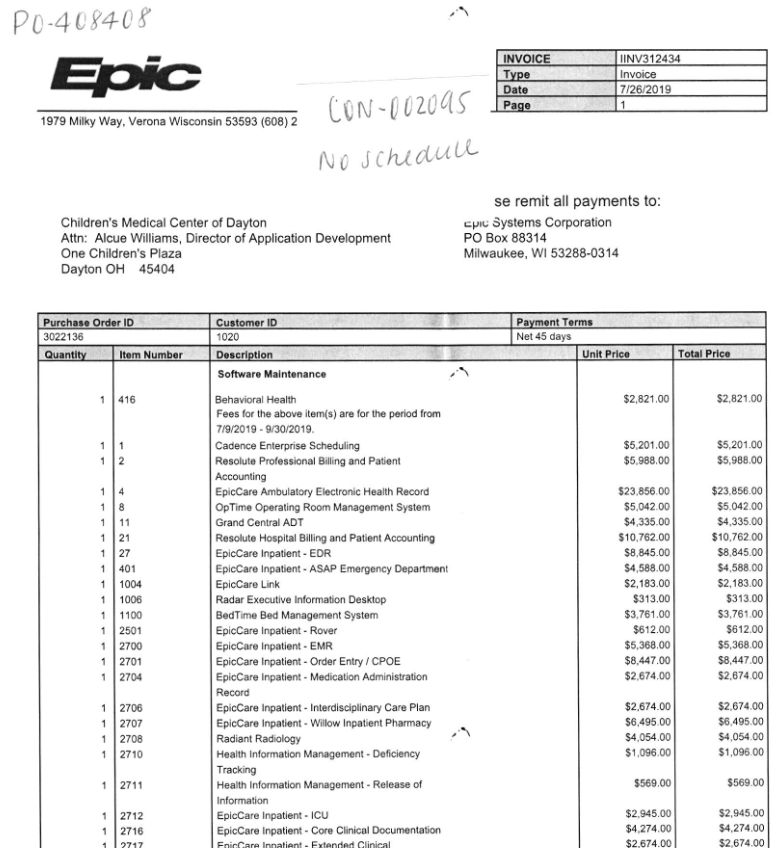 PO-408408
Epic
1979 Milky Way, Verona Wisconsin 53593 (608) 2
INVOICE IINV312434
Type Invoice
Date 7/26/2019
Page 1
CON-002095
No schedule
se remit all payments to:
Children's Medical Center of Dayton
Attn: Alcue Williams, Director of Application Development
One Children's Plaza
Dayton OH 45404
Epic Systems Corporation
PO Box 88314
Milwaukee, WI 53288-0314
Purchase Order ID Customer ID Payment Terms
3022136 1020 Net 45 days
Quantity Item Number Description Unit Price Total Price
Software Maintenance
1 416 Behavioral Health $2,821.00 $2,821.00
Fees for the above item(s) are for the period from
7/9/2019 - 9/30/2019.
1 1 Cadence Enterprise Scheduling $5,201.00 $5,201.00
1 2 Resolute Professional Billing and Patient $5,988.00 $5,988.00
Accounting
1 4 EpicCare Ambulatory Electronic Health Record $23,856.00 $23,856.00
1 8 OpTime Operating Room Management System $5,042.00 $5,042.00
1 11 Grand Central ADT $4,335.00 $4,335.00
1 21 Resolute Hospital Billing and Patient Accounting $10,762.00 $10,762.00
1 27 EpicCare Inpatient - EDR $8,845.00 $8,845.00
1 401 EpicCare Inpatient - ASAP Emergency Department $4,588.00 $4,588.00
1 1004 EpicCare Link $2,183.00 $2,183.00
1 1006 Radar Executive Information Desktop $313.00 $313.00
1 1100 BedTime Bed Management System $3,761.00 $3,761.00
1 2501 EpicCare Inpatient - Rover $612.00 $612.00
1 2700 EpicCare Inpatient - EMR $5,368.00 $5,368.00
1 2701 EpicCare Inpatient - Order Entry / CPOE $8,447.00 $8,447.00
1 2704 EpicCare Inpatient - Medication Administration $2,674.00 $2,674.00
Record
1 2706 EpicCare Inpatient - Interdisciplinary Care Plan $2,674.00 $2,674.00
1 2707 EpicCare Inpatient - Willow Inpatient Pharmacy $6,495.00 $6,495.00
1 2708 Radiant Radiology $4,054.00 $4,054.00
1 2710 Health Information Management - Deficiency $1,096.00 $1,096.00
Tracking
1 2711 Health Information Management - Release of $569.00 $569.00
Information
1 2712 EpicCare Inpatient - ICU $2,945.00 $2,945.00
1 2716 EpicCare Inpatient - Core Clinical Documentation $4,274.00 $4,274.00
1 2717 EpicCare Inpatient - Extended Clinical $2,674.00 $2,674.00